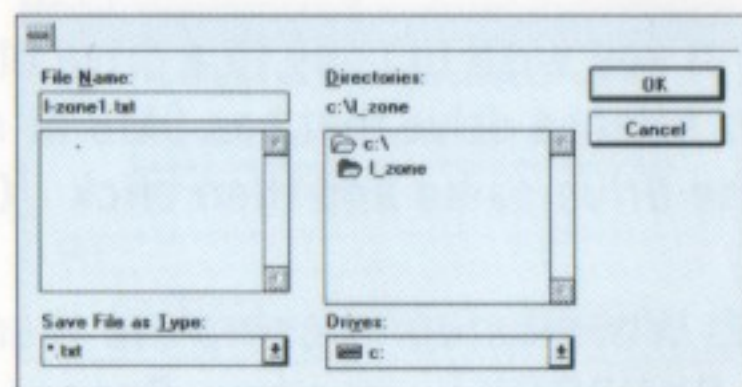 File Name:
l-zone1.txt
Save File as Type:
*.txt
Directories:
c:\l_zone
c:\
l_zone
Drives:
c:
OK
Cancel